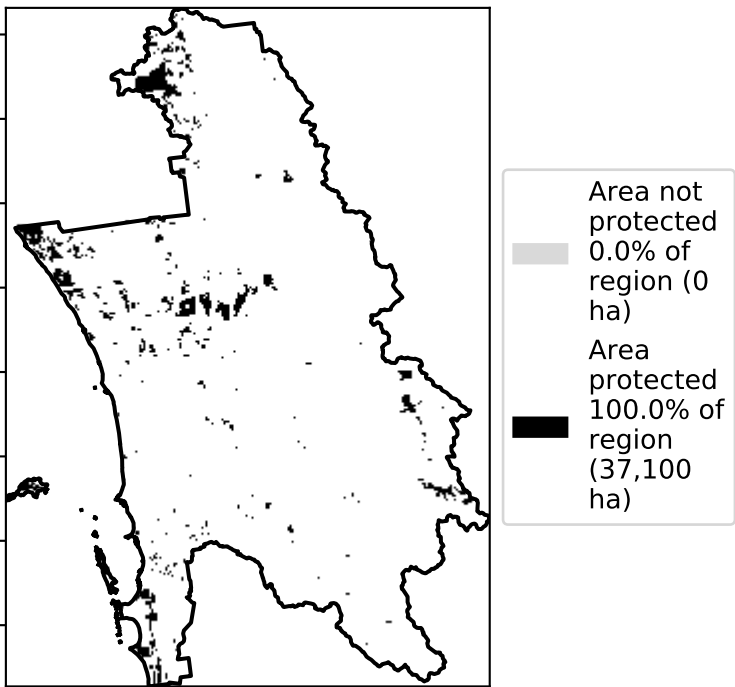 Area not
protected
0.0% of
region (0
ha)
Area
protected
100.0% of
region
(37,100
ha)